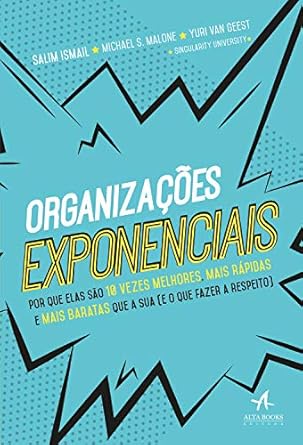 SALIM ISMAIL ★ MICHAEL S. MALONE ★ YURI VAN GEEST
★ SINGULARITY UNIVERSITY ★
ORGANIZAÇÕES
EXPONENCIAIS
POR QUE ELAS SÃO 10 VEZES MELHORES, MAIS RÁPIDAS
E MAIS BARATAS QUE A SUA (E O QUE FAZER A RESPEITO)
ALTA BOOKS
EDITORA